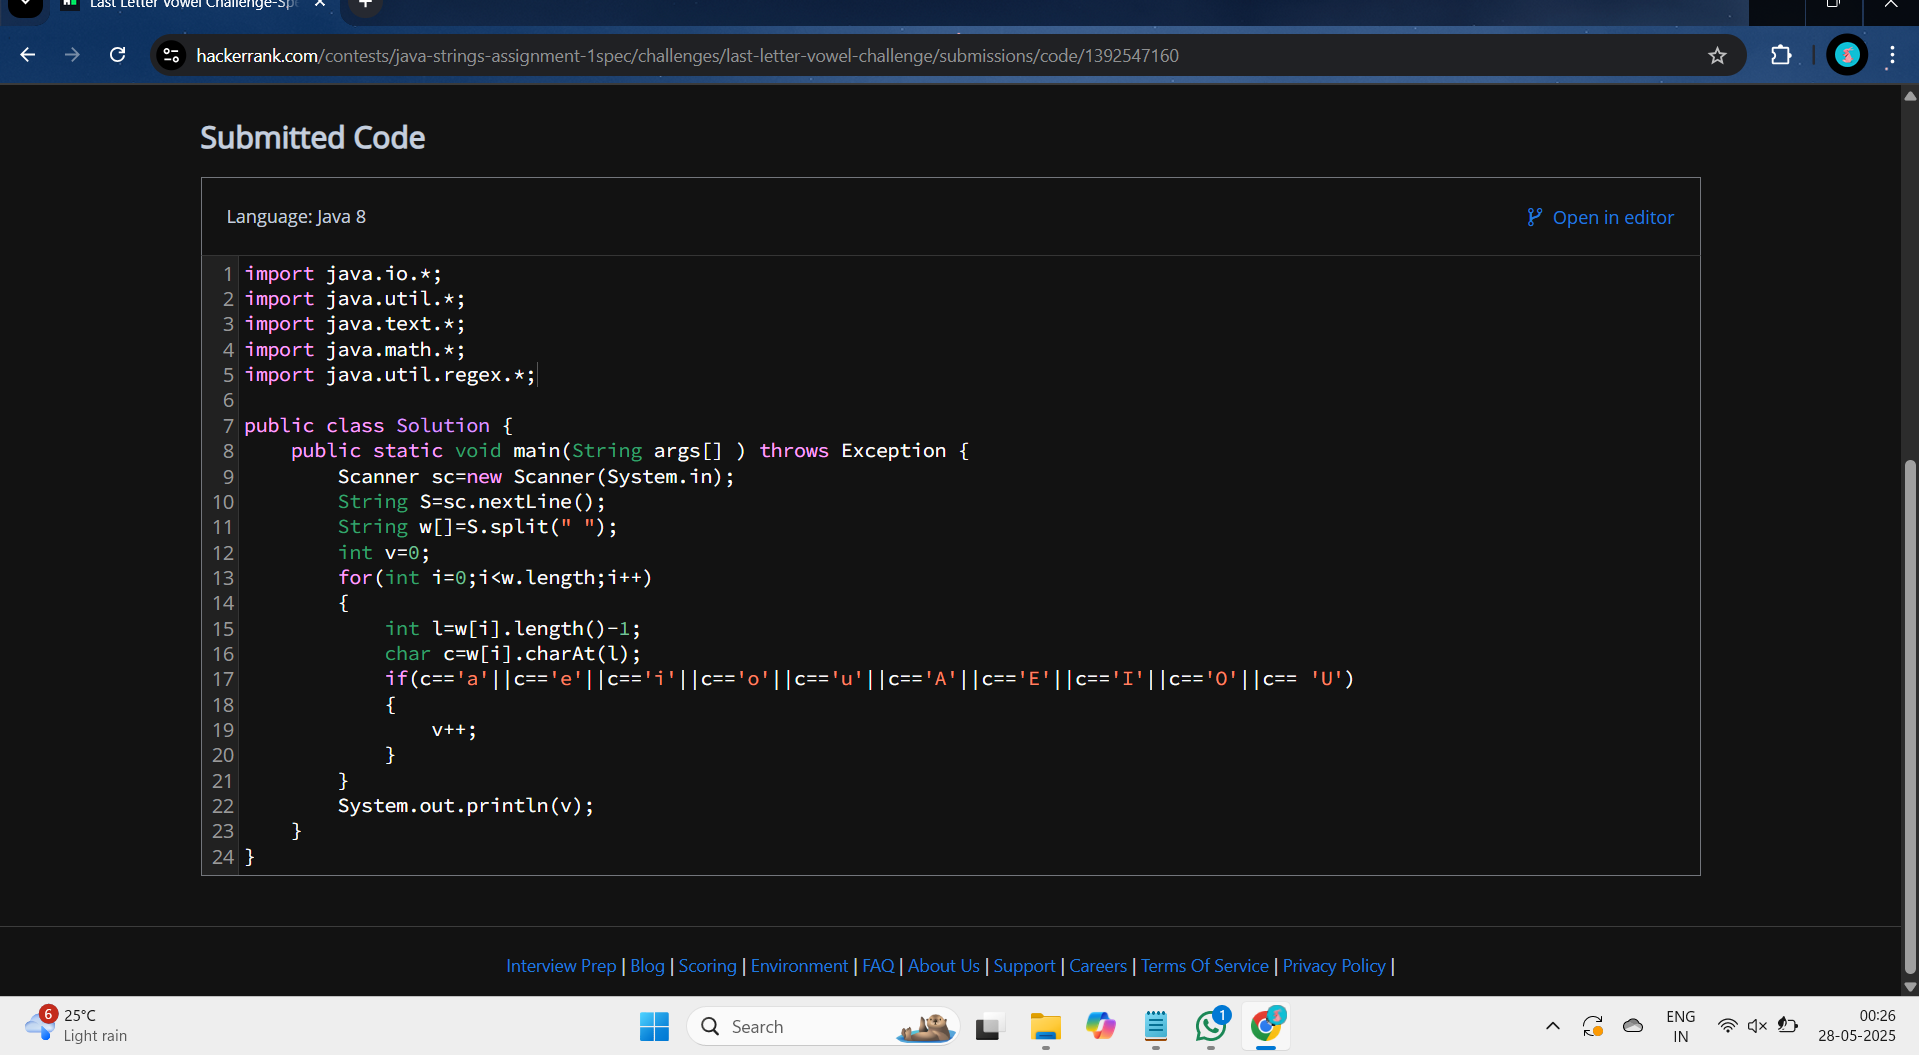 Last Letter Vowel Challenge-Sp
hackerrank.com/contests/java-strings-assignment-1spec/challenges/last-letter-vowel-challenge/submissions/code/1392547160
Submitted Code
Language: Java 8
Open in editor
1 import java.io.*;
2 import java.util.*;
3 import java.text.*;
4 import java.math.*;
5 import java.util.regex.*;
6
7 public class Solution {
8     public static void main(String args[] ) throws Exception {
9         Scanner sc=new Scanner(System.in);
10         String S=sc.nextLine();
11         String w[]=S.split(" ");
12         int v=0;
13         for(int i=0;i<w.length;i++)
14         {
15             int l=w[i].length()-1;
16             char c=w[i].charAt(l);
17             if(c=='a'||c=='e'||c=='i'||c=='o'||c=='u'||c=='A'||c=='E'||c=='I'||c=='O'||c== 'U')
18             {
19                 v++;
20             }
21         }
22         System.out.println(v);
23     }
24 }
Interview Prep | Blog | Scoring | Environment | FAQ | About Us | Support | Careers | Terms Of Service | Privacy Policy |
6
25°C
Light rain
Search
1
ENG
IN
00:26
28-05-2025